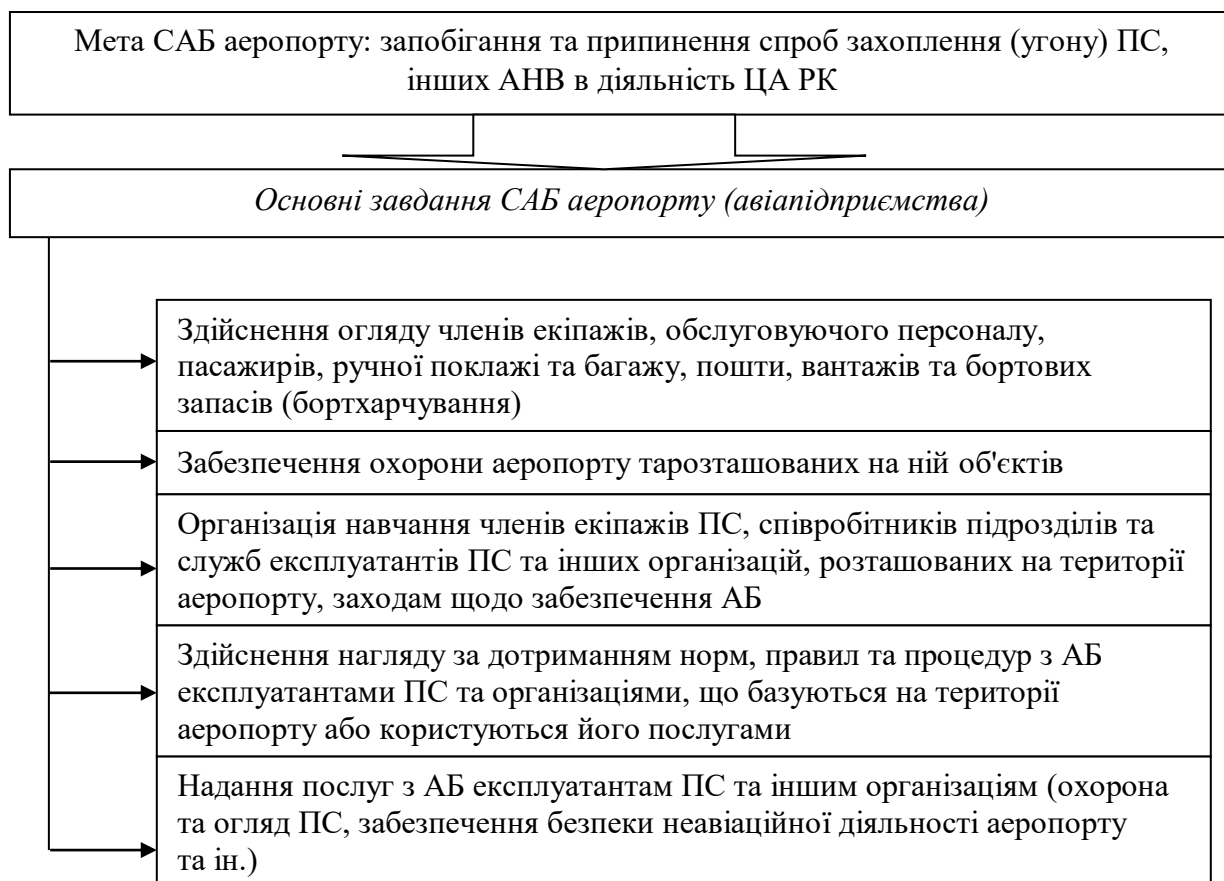 Мета САБ аеропорту: запобігання та припинення спроб захоплення (угону) ПС,
інших АНВ в діяльність ЦА РК
Основні завдання САБ аеропорту (авіапідприємства)
Здійснення огляду членів екіпажів, обслуговуючого персоналу,
пасажирів, ручної поклажі та багажу, пошти, вантажів та бортових
запасів (бортхарчування)
Забезпечення охорони аеропорту тарозташованих на ній об'єктів
Організація навчання членів екіпажів ПС, співробітників підрозділів та
служб експлуатантів ПС та інших організацій, розташованих на території
аеропорту, заходам щодо забезпечення АБ
Здійснення нагляду за дотриманням норм, правил та процедур з АБ
експлуатантами ПС та організаціями, що базуються на території
аеропорту або користуються його послугами
Надання послуг з АБ експлуатантам ПС та іншим організаціям (охорона
та огляд ПС, забезпечення безпеки неавіаційної діяльності аеропорту
та ін.)